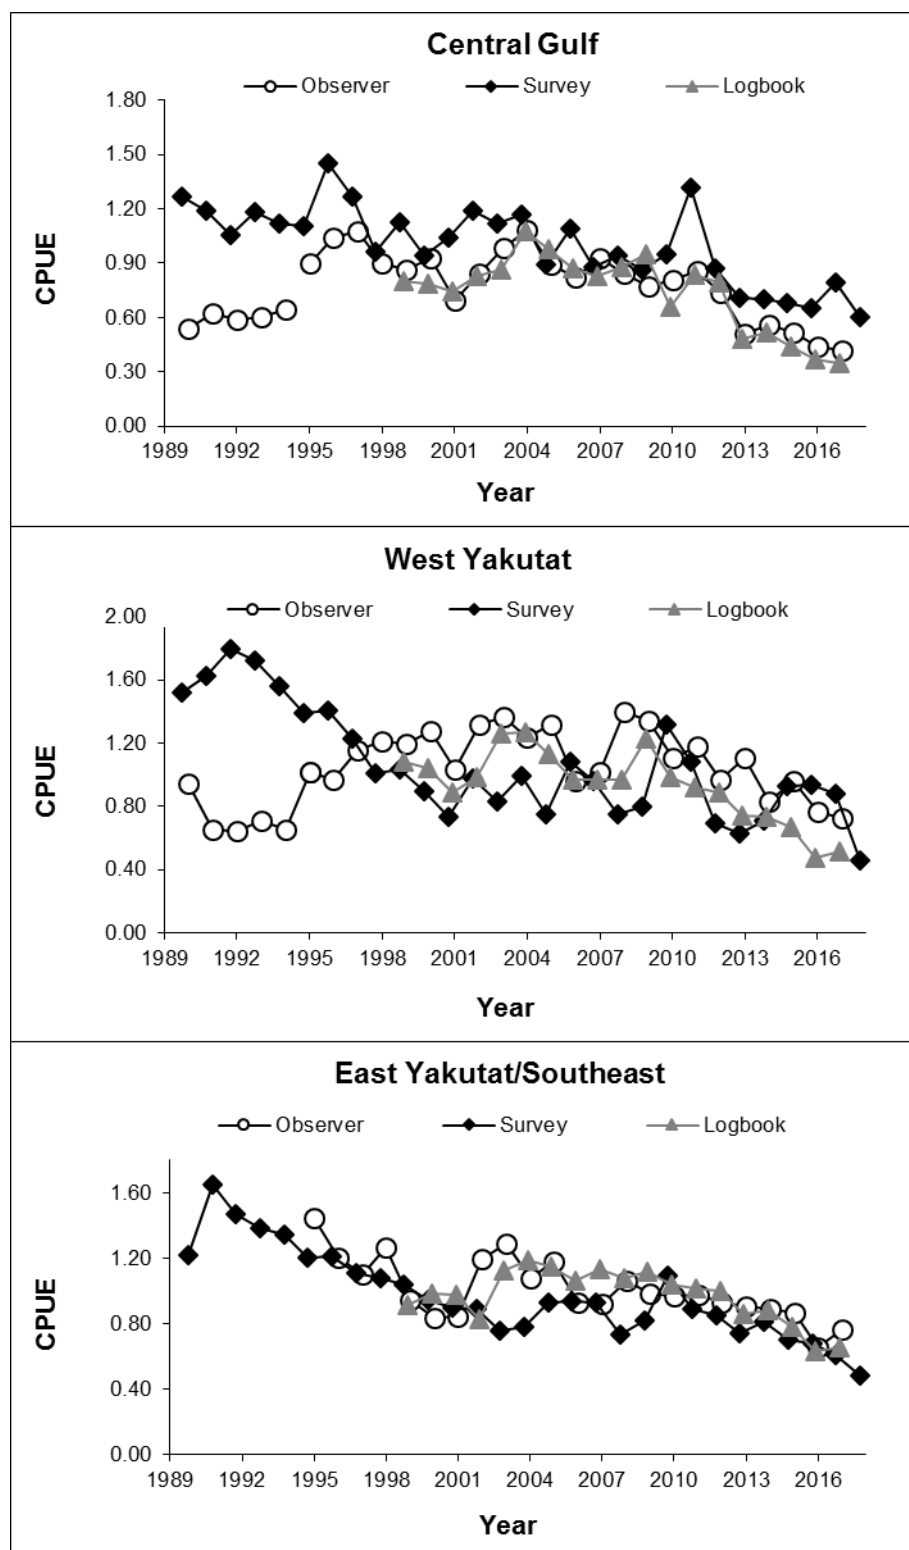 Central Gulf
Observer Survey Logbook
1.80
1.50
1.20
0.90
0.60
0.30
0.00
CPUE
1989 1992 1995 1998 2001 2004 2007 2010 2013 2016
Year
West Yakutat
Observer Survey Logbook
2.00
1.60
1.20
0.80
0.40
0.00
CPUE
1989 1992 1995 1998 2001 2004 2007 2010 2013 2016
Year
East Yakutat/Southeast
Observer Survey Logbook
1.60
1.20
0.80
0.40
0.00
CPUE
1989 1992 1995 1998 2001 2004 2007 2010 2013 2016
Year